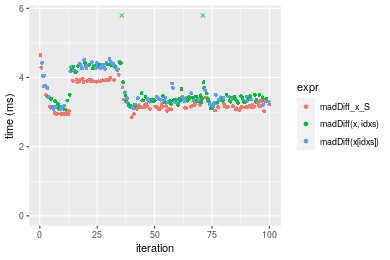 6
4
2
0
time (ms)
0
25
50
75
100
iteration
expr
madDiff_x_S
madDiff(x, idxs)
madDiff(x[idxs])